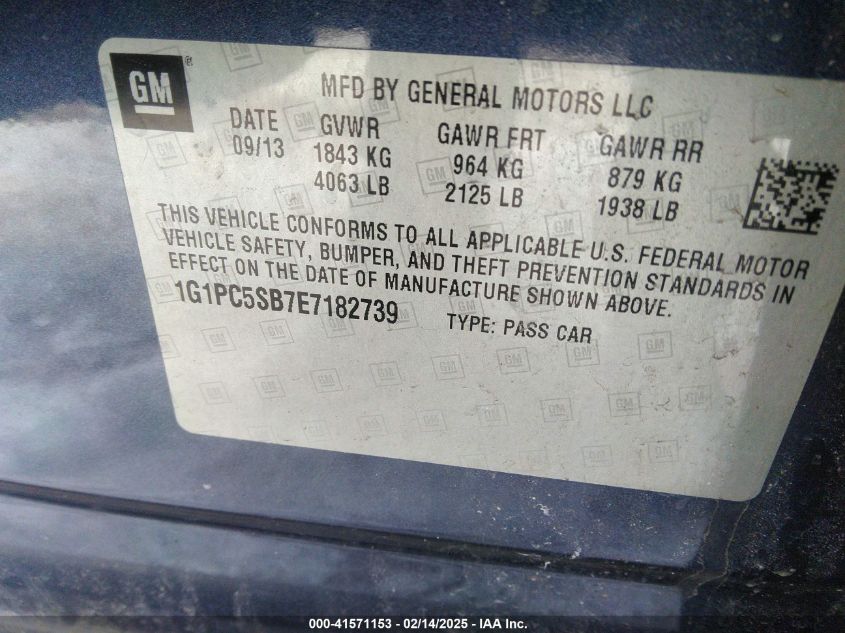 GM
MFD BY GENERAL MOTORS LLC
DATE GVWR GAWR FRT GAWR RR
09/13 1843 KG 964 KG 879 KG
4063 LB 2125 LB 1938 LB
THIS VEHICLE CONFORMS TO ALL APPLICABLE U.S. FEDERAL MOTOR
VEHICLE SAFETY, BUMPER, AND THEFT PREVENTION STANDARDS IN
EFFECT ON THE DATE OF MANUFACTURE SHOWN ABOVE.
1G1PC5SB7E7182739 TYPE: PASS CAR
000-41571153 - 02/14/2025 - IAA Inc.